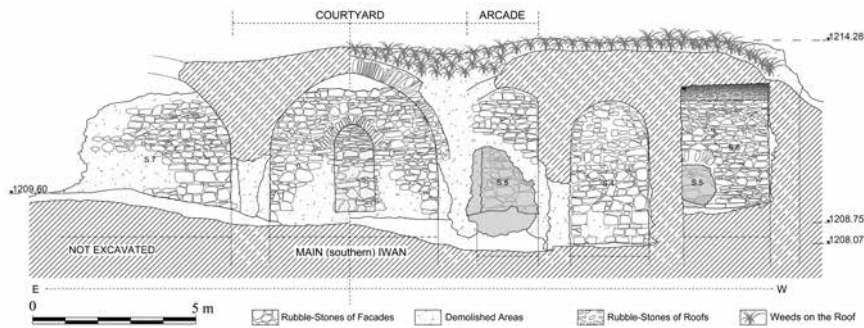 COURTYARD ARCADE
1214.28
S.7
S.6
S.5
S.4
S.5
1209.60
1208.75
1208.07
NOT EXCAVATED
MAIN (southern) IWAN
E W
0 5 m
Rubble-Stones of Facades Demolished Areas Rubble-Stones of Roofs Weeds on the Roof